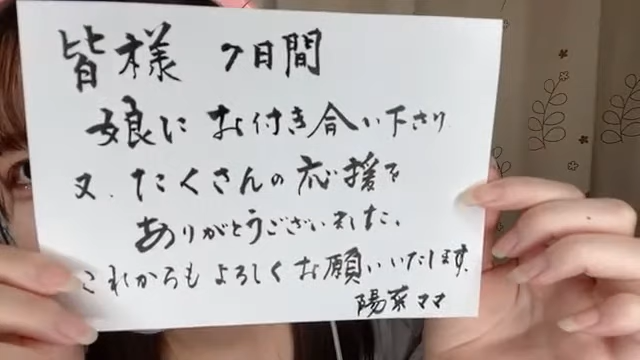 皆様 7日間
娘にお付き合い下さり
又、たくさんの応援を
ありがとうございました。
これからもよろしくお願いいたします。
陽菜ママ